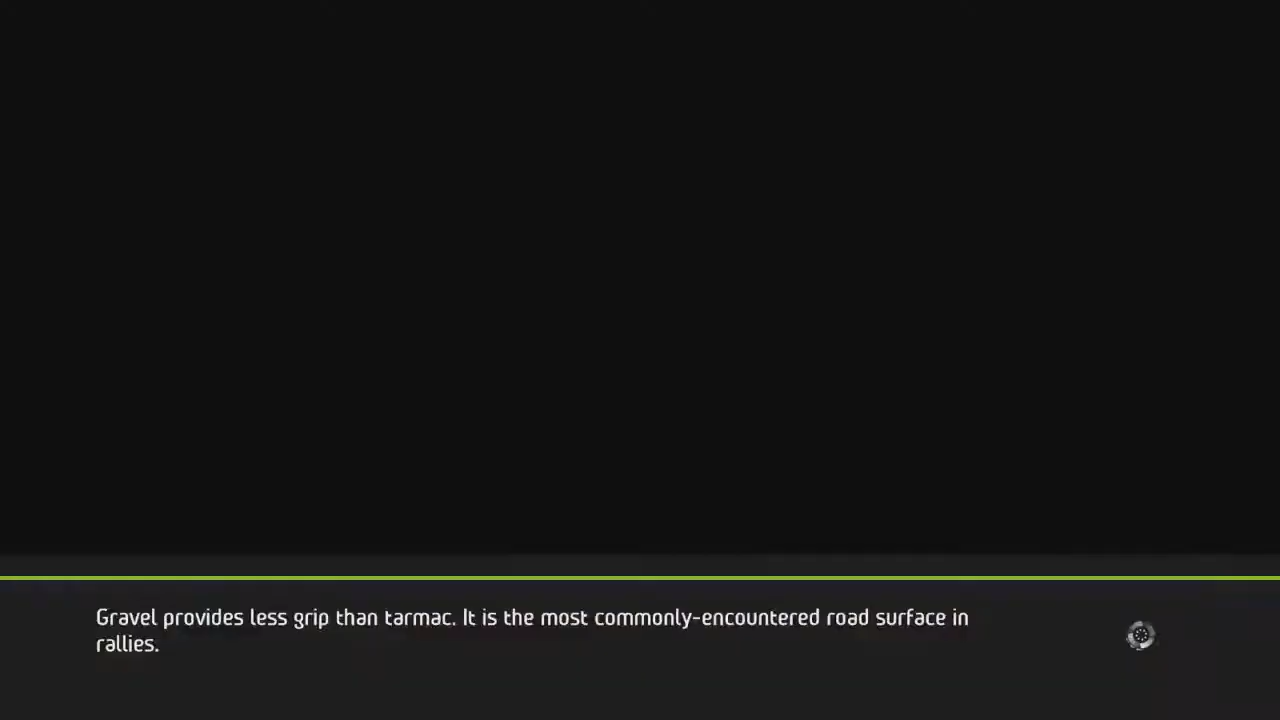 Gravel provides less grip than tarmac. It is the most commonly-encountered road surface in
rallies.